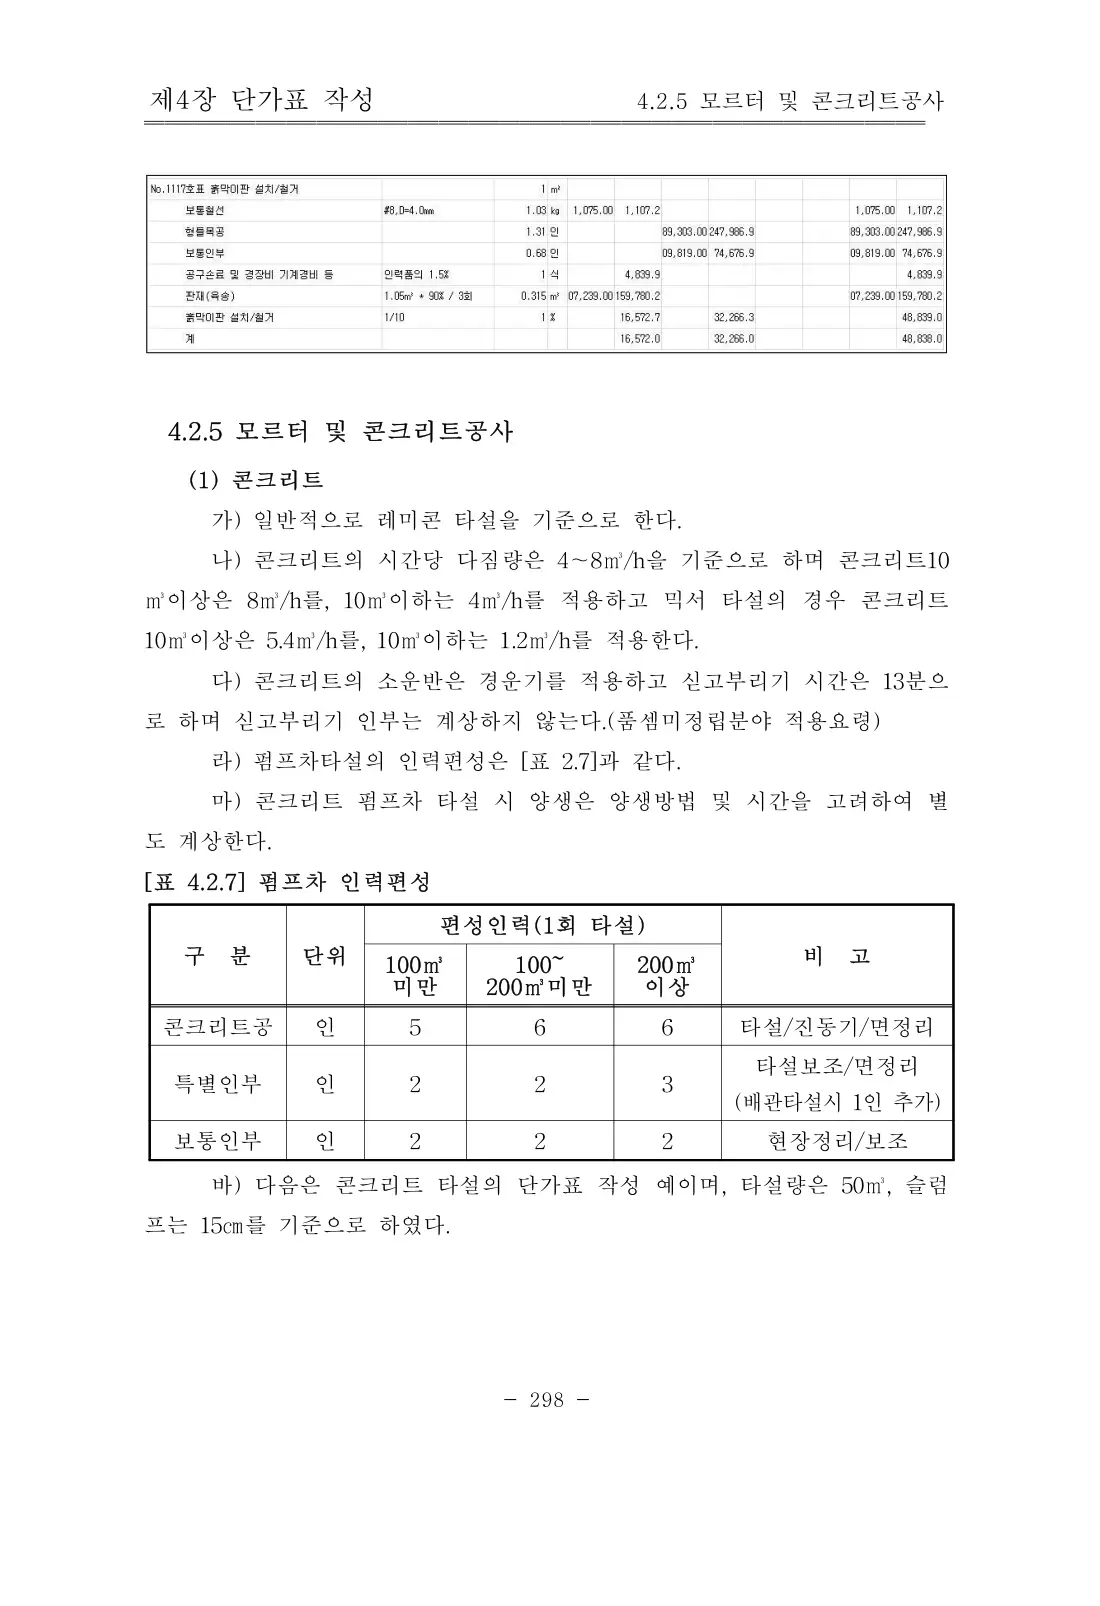 제4장 단가표 작성 4.2.5 모르터 및 콘크리트공사
No.1117호표 흙막이판 설치/철거 1 ㎡
보통철선 #8,D=4.0㎜ 1.03 ㎏ 1,075.00 1,107.2 1,075.00 1,107.2
형틀목공 1.31 인 89,303.00 247,986.9 89,303.00 247,986.9
보통인부 0.68 인 09,819.00 74,676.9 09,819.00 74,676.9
공구손료 및 경장비 기계경비 등 인력품의 1.5% 1 식 4,839.9 4,839.9
판재(육송) 1.05㎡ * 90% / 3회 0.315 ㎡ 07,239.00 159,780.2 07,239.00 159,780.2
흙막이판 설치/철거 1/10 1 % 16,572.7 32,266.3 48,839.0
계 16,572.0 32,266.0 48,838.0
4.2.5 모르터 및 콘크리트공사
(1) 콘크리트
가) 일반적으로 레미콘 타설을 기준으로 한다.
나) 콘크리트의 시간당 다짐량은 4~8㎥/h을 기준으로 하며 콘크리트10
㎥이상은 8㎥/h를, 10㎥이하는 4㎥/h를 적용하고 믹서 타설의 경우 콘크리트
10㎥이상은 5.4㎥/h를, 10㎥이하는 1.2㎥/h를 적용한다.
다) 콘크리트의 소운반은 경운기를 적용하고 싣고부리기 시간은 13분으
로 하며 싣고부리기 인부는 계상하지 않는다.(품셈미정립분야 적용요령)
라) 펌프차타설의 인력편성은 [표 2.7]과 같다.
마) 콘크리트 펌프차 타설 시 양생은 양생방법 및 시간을 고려하여 별
도 계상한다.
[표 4.2.7] 펌프차 인력편성
구 분 단위 편성인력(1회 타설) 비 고
100㎥ 100~ 200㎥
미만 200㎥미만 이상
콘크리트공 인 5 6 6 타설/진동기/면정리
특별인부 인 2 2 3 타설보조/면정리
(배관타설시 1인 추가)
보통인부 인 2 2 2 현장정리/보조
바) 다음은 콘크리트 타설의 단가표 작성 예이며, 타설량은 50㎥, 슬럼
프는 15㎝를 기준으로 하였다.
- 298 -